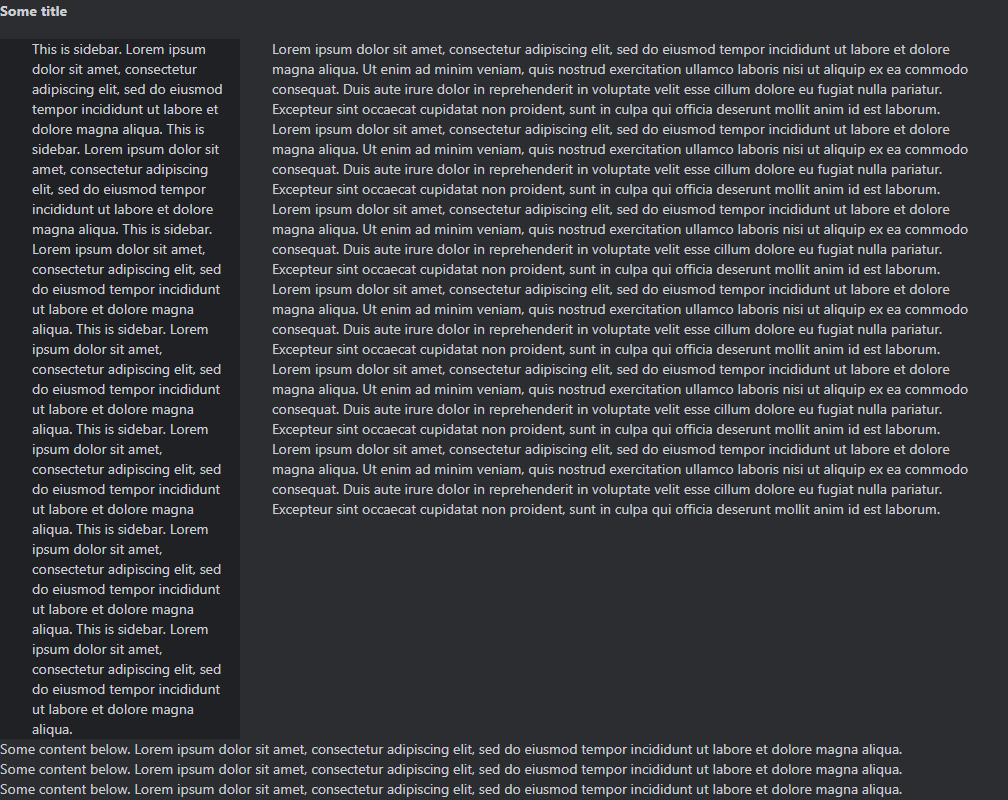 Some title
This is sidebar. Lorem ipsum
dolor sit amet, consectetur
adipiscing elit, sed do eiusmod
tempor incididunt ut labore et
dolore magna aliqua. This is
sidebar. Lorem ipsum dolor sit
amet, consectetur adipiscing
elit, sed do eiusmod tempor
incididunt ut labore et dolore
magna aliqua. This is sidebar.
Lorem ipsum dolor sit amet,
consectetur adipiscing elit, sed
do eiusmod tempor incididunt
ut labore et dolore magna
aliqua. This is sidebar. Lorem
ipsum dolor sit amet,
consectetur adipiscing elit, sed
do eiusmod tempor incididunt
ut labore et dolore magna
aliqua. This is sidebar. Lorem
ipsum dolor sit amet,
consectetur adipiscing elit, sed
do eiusmod tempor incididunt
ut labore et dolore magna
aliqua. This is sidebar. Lorem
ipsum dolor sit amet,
consectetur adipiscing elit, sed
do eiusmod tempor incididunt
ut labore et dolore magna
aliqua. This is sidebar. Lorem
ipsum dolor sit amet,
consectetur adipiscing elit, sed
do eiusmod tempor incididunt
ut labore et dolore magna
aliqua.
Lorem ipsum dolor sit amet, consectetur adipiscing elit, sed do eiusmod tempor incididunt ut labore et dolore
magna aliqua. Ut enim ad minim veniam, quis nostrud exercitation ullamco laboris nisi ut aliquip ex ea commodo
consequat. Duis aute irure dolor in reprehenderit in voluptate velit esse cillum dolore eu fugiat nulla pariatur.
Excepteur sint occaecat cupidatat non proident, sunt in culpa qui officia deserunt mollit anim id est laborum.
Lorem ipsum dolor sit amet, consectetur adipiscing elit, sed do eiusmod tempor incididunt ut labore et dolore
magna aliqua. Ut enim ad minim veniam, quis nostrud exercitation ullamco laboris nisi ut aliquip ex ea commodo
consequat. Duis aute irure dolor in reprehenderit in voluptate velit esse cillum dolore eu fugiat nulla pariatur.
Excepteur sint occaecat cupidatat non proident, sunt in culpa qui officia deserunt mollit anim id est laborum.
Lorem ipsum dolor sit amet, consectetur adipiscing elit, sed do eiusmod tempor incididunt ut labore et dolore
magna aliqua. Ut enim ad minim veniam, quis nostrud exercitation ullamco laboris nisi ut aliquip ex ea commodo
consequat. Duis aute irure dolor in reprehenderit in voluptate velit esse cillum dolore eu fugiat nulla pariatur.
Excepteur sint occaecat cupidatat non proident, sunt in culpa qui officia deserunt mollit anim id est laborum.
Lorem ipsum dolor sit amet, consectetur adipiscing elit, sed do eiusmod tempor incididunt ut labore et dolore
magna aliqua. Ut enim ad minim veniam, quis nostrud exercitation ullamco laboris nisi ut aliquip ex ea commodo
consequat. Duis aute irure dolor in reprehenderit in voluptate velit esse cillum dolore eu fugiat nulla pariatur.
Excepteur sint occaecat cupidatat non proident, sunt in culpa qui officia deserunt mollit anim id est laborum.
Lorem ipsum dolor sit amet, consectetur adipiscing elit, sed do eiusmod tempor incididunt ut labore et dolore
magna aliqua. Ut enim ad minim veniam, quis nostrud exercitation ullamco laboris nisi ut aliquip ex ea commodo
consequat. Duis aute irure dolor in reprehenderit in voluptate velit esse cillum dolore eu fugiat nulla pariatur.
Excepteur sint occaecat cupidatat non proident, sunt in culpa qui officia deserunt mollit anim id est laborum.
Lorem ipsum dolor sit amet, consectetur adipiscing elit, sed do eiusmod tempor incididunt ut labore et dolore
magna aliqua. Ut enim ad minim veniam, quis nostrud exercitation ullamco laboris nisi ut aliquip ex ea commodo
consequat. Duis aute irure dolor in reprehenderit in voluptate velit esse cillum dolore eu fugiat nulla pariatur.
Excepteur sint occaecat cupidatat non proident, sunt in culpa qui officia deserunt mollit anim id est laborum.
Some content below. Lorem ipsum dolor sit amet, consectetur adipiscing elit, sed do eiusmod tempor incididunt ut labore et dolore magna aliqua.
Some content below. Lorem ipsum dolor sit amet, consectetur adipiscing elit, sed do eiusmod tempor incididunt ut labore et dolore magna aliqua.
Some content below. Lorem ipsum dolor sit amet, consectetur adipiscing elit, sed do eiusmod tempor incididunt ut labore et dolore magna aliqua.